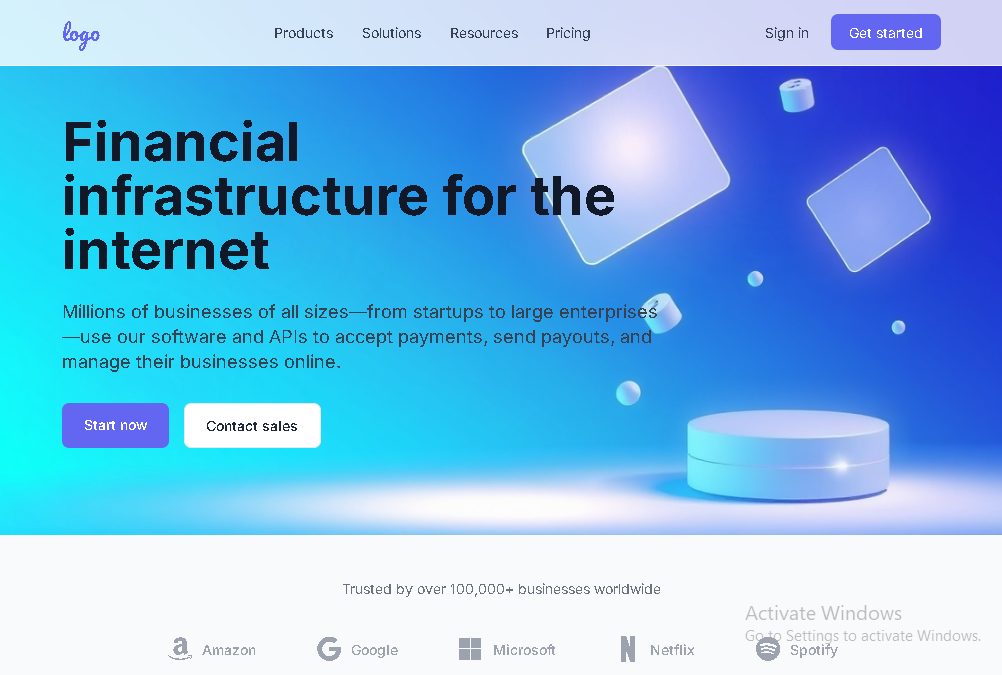 logo
Products Solutions Resources Pricing Sign in Get started
Financial
infrastructure for the
internet
Millions of businesses of all sizes—from startups to large enterprises
—use our software and APIs to accept payments, send payouts, and
manage their businesses online.
Start now Contact sales
Trusted by over 100,000+ businesses worldwide
Activate Windows
Go to Settings to activate Windows.
Amazon Google Microsoft Netflix Spotify